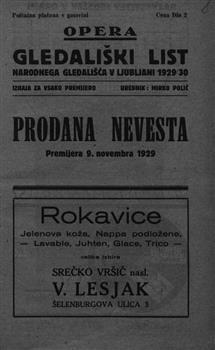 Poštnina plačana v gotovini Cena Din 2
OPERA
GLEDALIŠKI LIST
NARODNEGA GLEDALIŠČA V LJUBLJANI 1929-30
IZHAJA ZA VSAKO PREMIJERO UREDNIK: MIRKO POLIČ
PRODANA NEVESTA
Premijera 9. novembra 1929
Rokavice
Jelenova koža, Nappa podložene,
— Lavable, Juhten, Glace, Trico —
velika izbira
SREČKO VRŠIČ nasl.
V. LESJAK
ŠELENBURGOVA ULICA 3